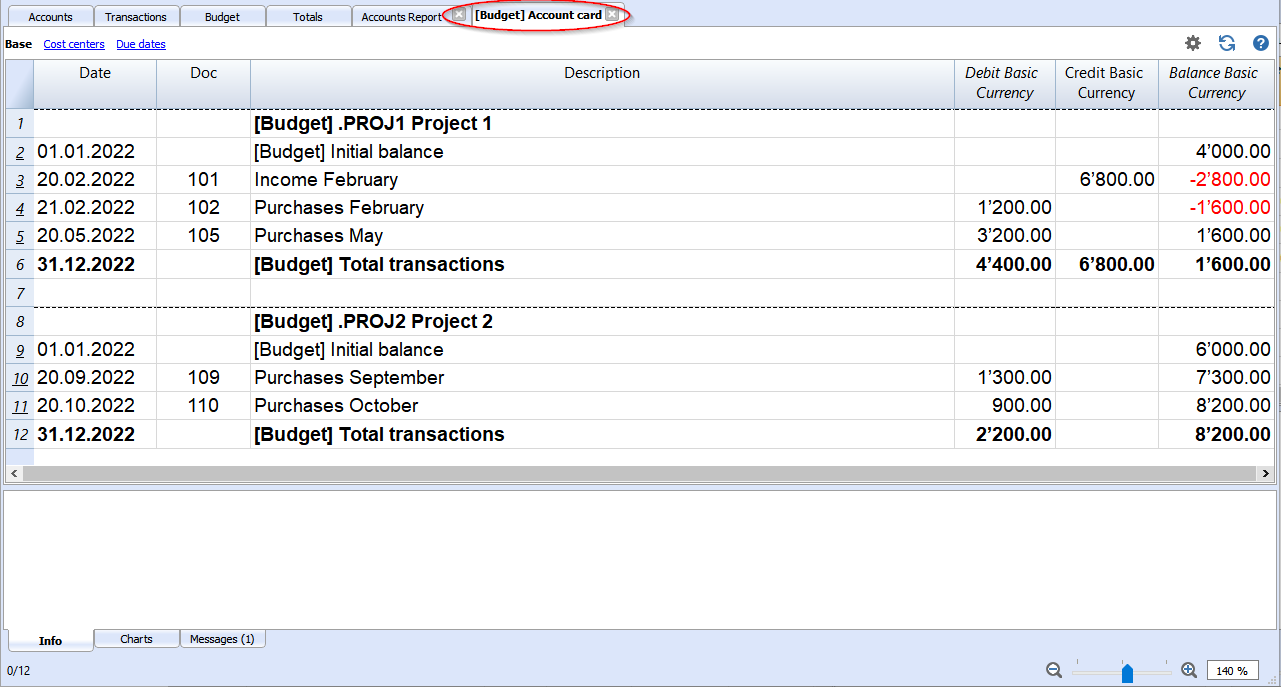 Accounts Transactions Budget Totals Accounts Report [Budget] Account card
Base Cost centers Due dates
Date Doc Description Debit Basic Currency Credit Basic Currency Balance Basic Currency
1 [Budget] .PROJ1 Project 1
2 01.01.2022 [Budget] Initial balance 4’000.00
3 20.02.2022 101 Income February 6’800.00 -2’800.00
4 21.02.2022 102 Purchases February 1’200.00 -1’600.00
5 20.05.2022 105 Purchases May 3’200.00 1’600.00
6 31.12.2022 [Budget] Total transactions 4’400.00 6’800.00 1’600.00
7
8 [Budget] .PROJ2 Project 2
9 01.01.2022 [Budget] Initial balance 6’000.00
10 20.09.2022 109 Purchases September 1’300.00 7’300.00
11 20.10.2022 110 Purchases October 900.00 8’200.00
12 31.12.2022 [Budget] Total transactions 2’200.00 8’200.00
Info Charts Messages (1)
0/12 140 %